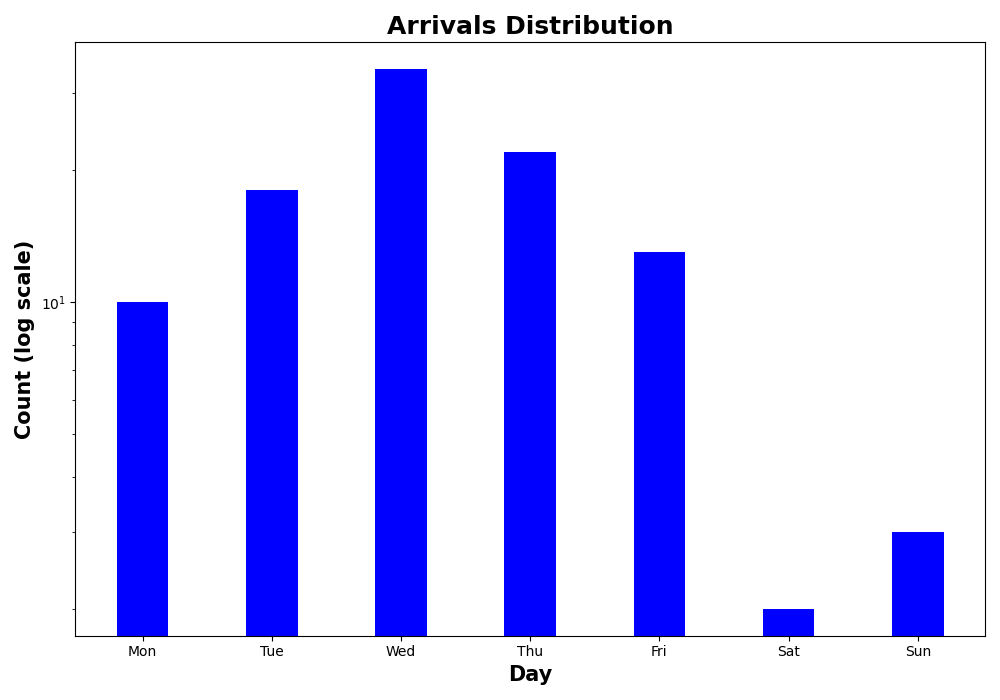 Arrivals Distribution
Count (log scale)
10¹
Mon Tue Wed Thu Fri Sat Sun
Day